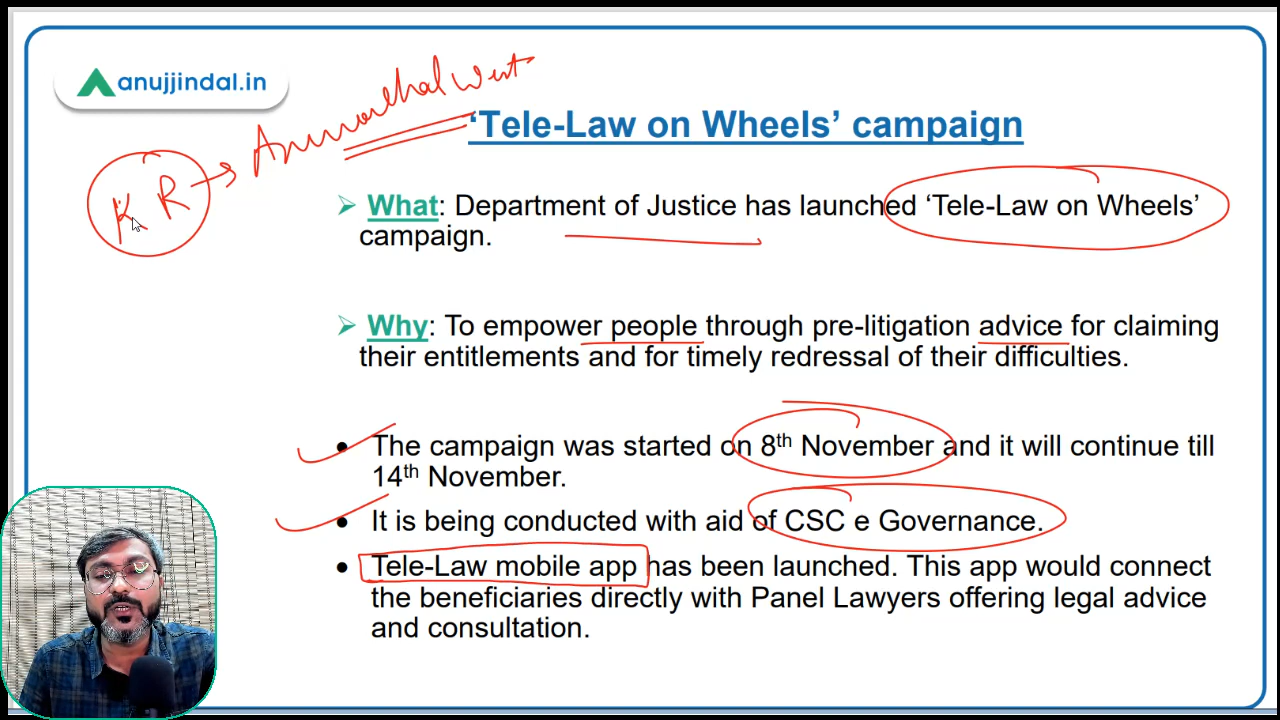 anujjindal.in
Arunachal West
K R
‘Tele-Law on Wheels’ campaign
What: Department of Justice has launched ‘Tele-Law on Wheels’
campaign.
Why: To empower people through pre-litigation advice for claiming
their entitlements and for timely redressal of their difficulties.
The campaign was started on 8th November and it will continue till
14th November.
It is being conducted with aid of CSC e Governance.
Tele-Law mobile app has been launched. This app would connect
the beneficiaries directly with Panel Lawyers offering legal advice
and consultation.